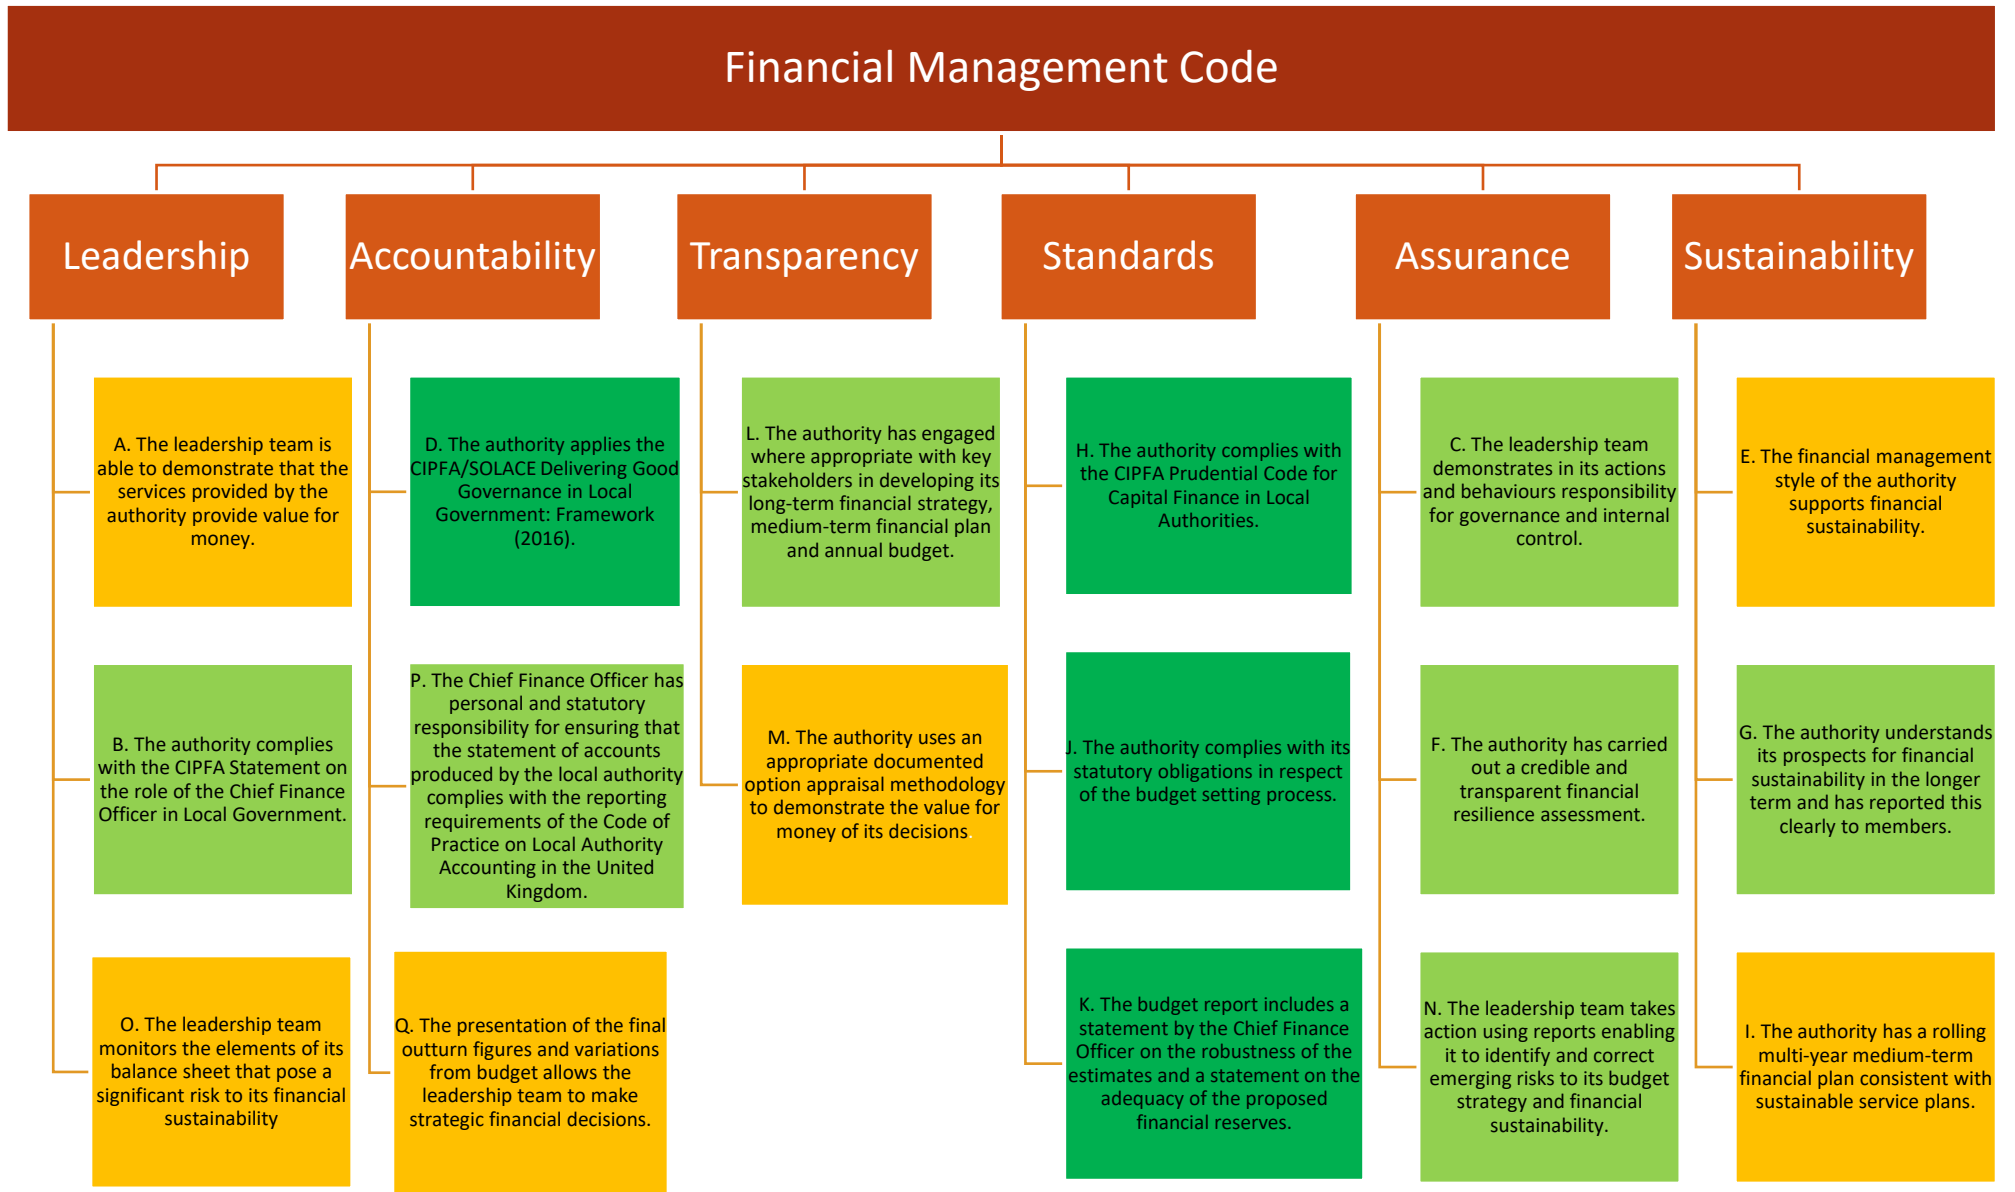 Financial Management Code
Leadership
Accountability
Transparency
Standards
Assurance
Sustainability
A. The leadership team is
able to demonstrate that the
services provided by the
authority provide value for
money.
B. The authority complies
with the CIPFA Statement on
the role of the Chief Finance
Officer in Local Government.
O. The leadership team
monitors the elements of its
balance sheet that pose a
significant risk to its financial
sustainability
D. The authority applies the
CIPFA/SOLACE Delivering Good
Governance in Local
Government: Framework
(2016).
P. The Chief Finance Officer has
personal and statutory
responsibility for ensuring that
the statement of accounts
produced by the local authority
complies with the reporting
requirements of the Code of
Practice on Local Authority
Accounting in the United
Kingdom.
Q. The presentation of the final
outturn figures and variations
from budget allows the
leadership team to make
strategic financial decisions.
L. The authority has engaged
where appropriate with key
stakeholders in developing its
long-term financial strategy,
medium-term financial plan
and annual budget.
M. The authority uses an
appropriate documented
option appraisal methodology
to demonstrate the value for
money of its decisions.
H. The authority complies with
the CIPFA Prudential Code for
Capital Finance in Local
Authorities.
J. The authority complies with its
statutory obligations in respect
of the budget setting process.
K. The budget report includes a
statement by the Chief Finance
Officer on the robustness of the
estimates and a statement on the
adequacy of the proposed
financial reserves.
C. The leadership team
demonstrates in its actions
and behaviours responsibility
for governance and internal
control.
F. The authority has carried
out a credible and
transparent financial
resilience assessment.
N. The leadership team takes
action using reports enabling
it to identify and correct
emerging risks to its budget
strategy and financial
sustainability.
E. The financial management
style of the authority
supports financial
sustainability.
G. The authority understands
its prospects for financial
sustainability in the longer
term and has reported this
clearly to members.
I. The authority has a rolling
multi-year medium-term
financial plan consistent with
sustainable service plans.